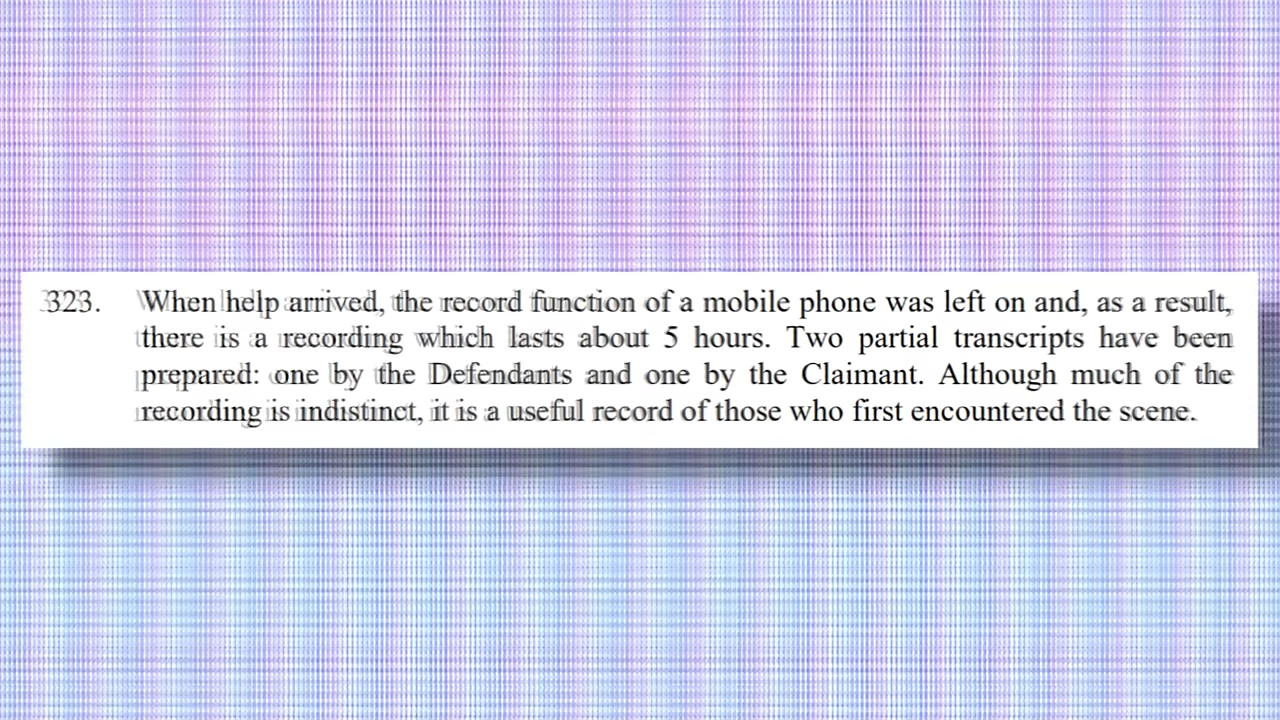 323. When help arrived, the record function of a mobile phone was left on and, as a result,
there is a recording which lasts about 5 hours. Two partial transcripts have been
prepared: one by the Defendants and one by the Claimant. Although much of the
recording is indistinct, it is a useful record of those who first encountered the scene.